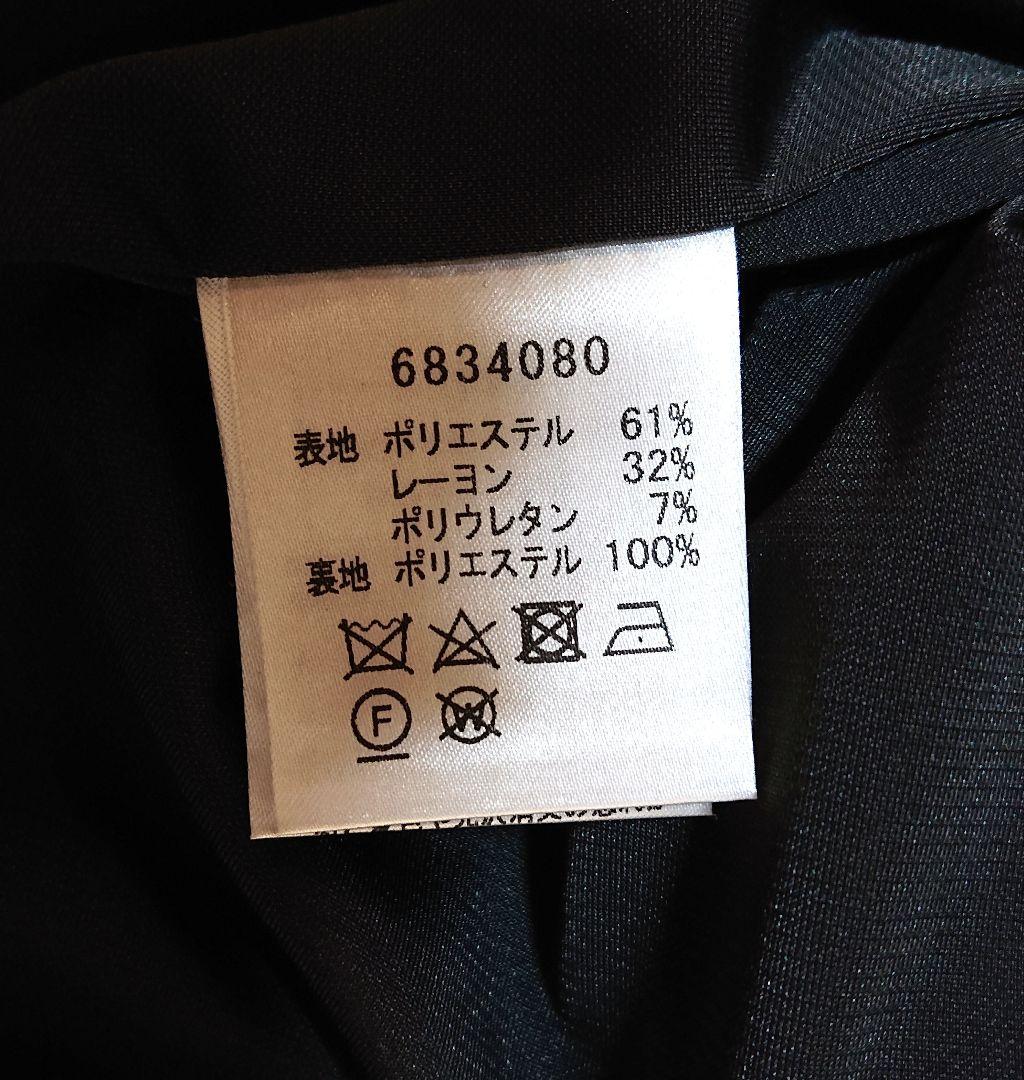 6834080
表地 ポリエステル 61%
レーヨン 32%
ポリウレタン 7%
裏地 ポリエステル 100%
F
W